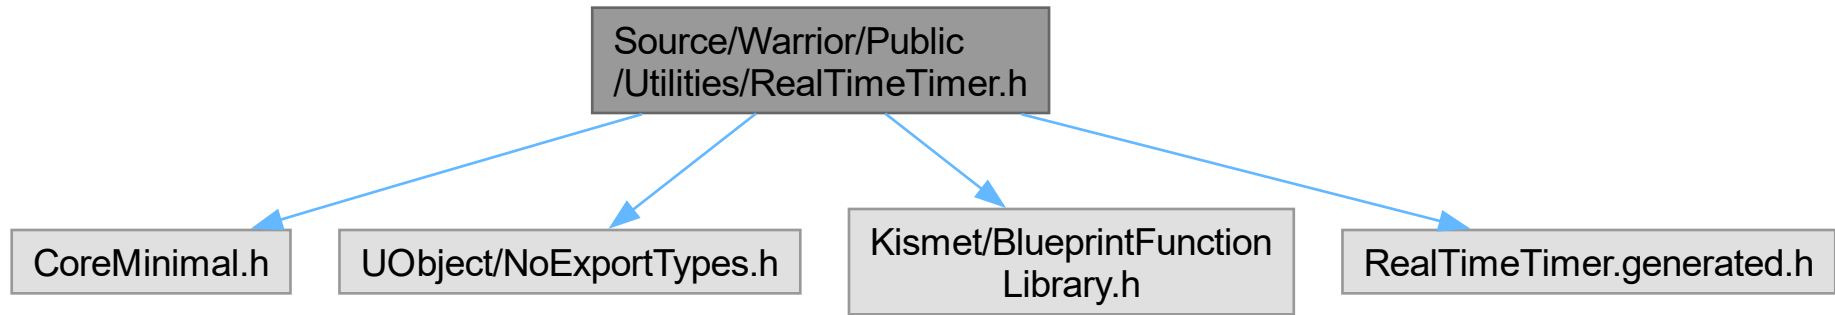 Source/Warrior/Public
/Utilities/RealTimeTimer.h
CoreMinimal.h
UObject/NoExportTypes.h
Kismet/BlueprintFunction
Library.h
RealTimeTimer.generated.h